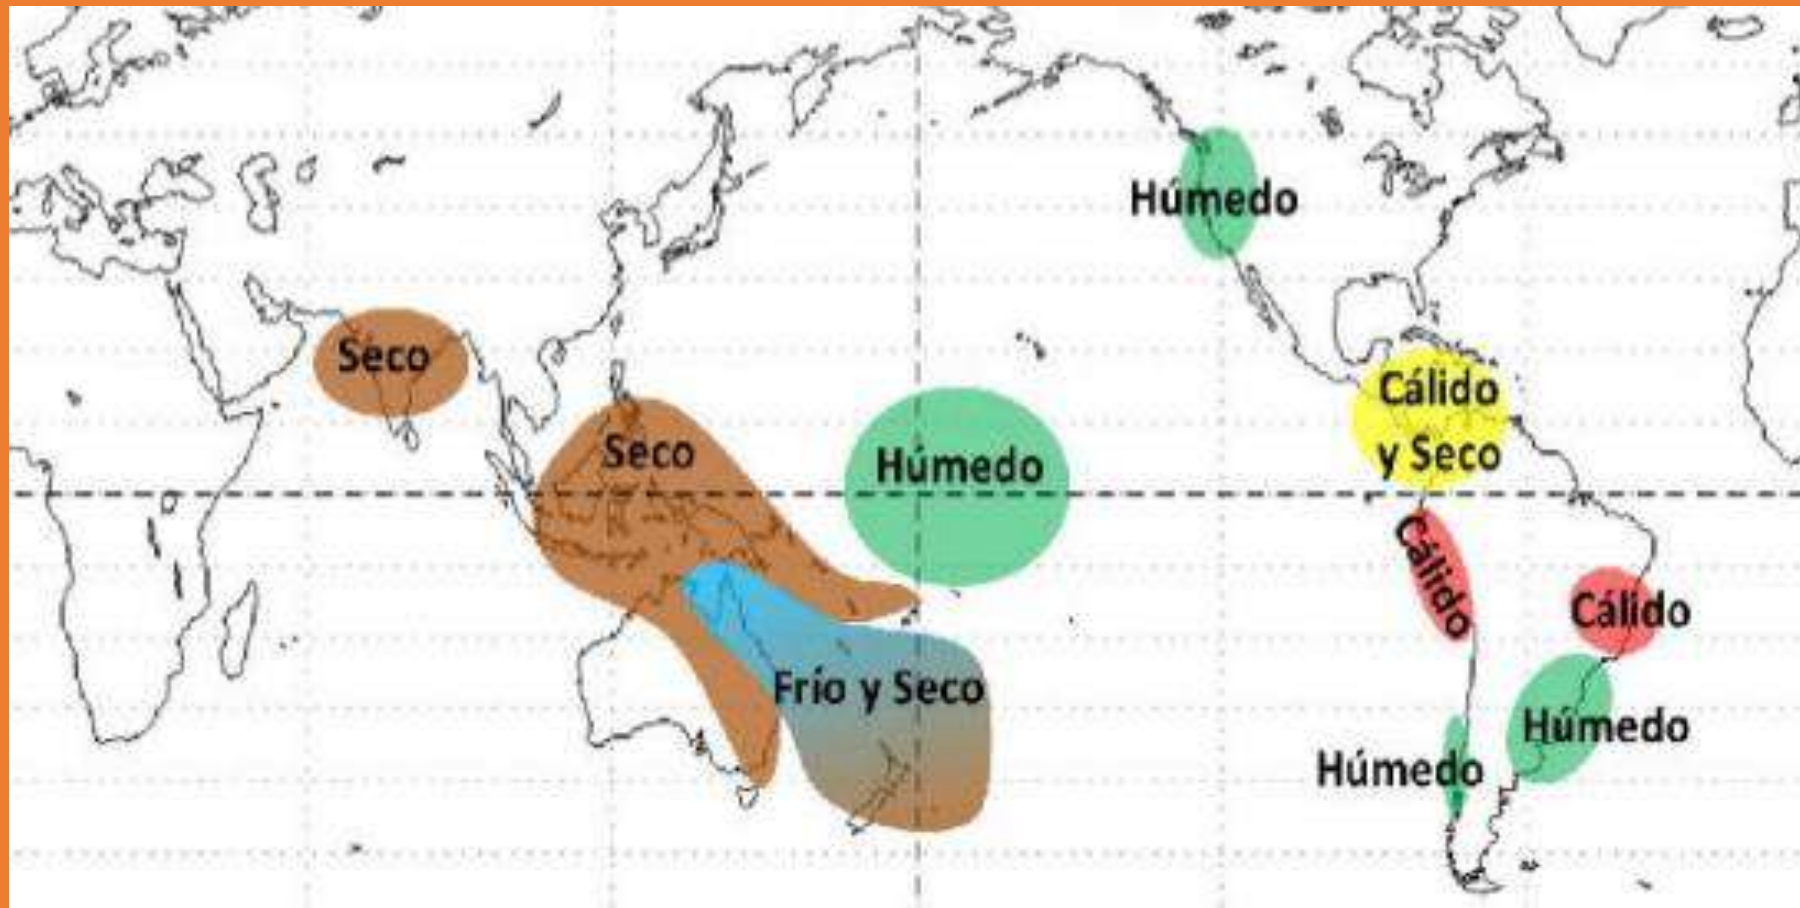 Húmedo
Seco
Cálido
y Seco
Seco
Húmedo
Cálido
Cálido
Frío y Seco
Húmedo
Húmedo